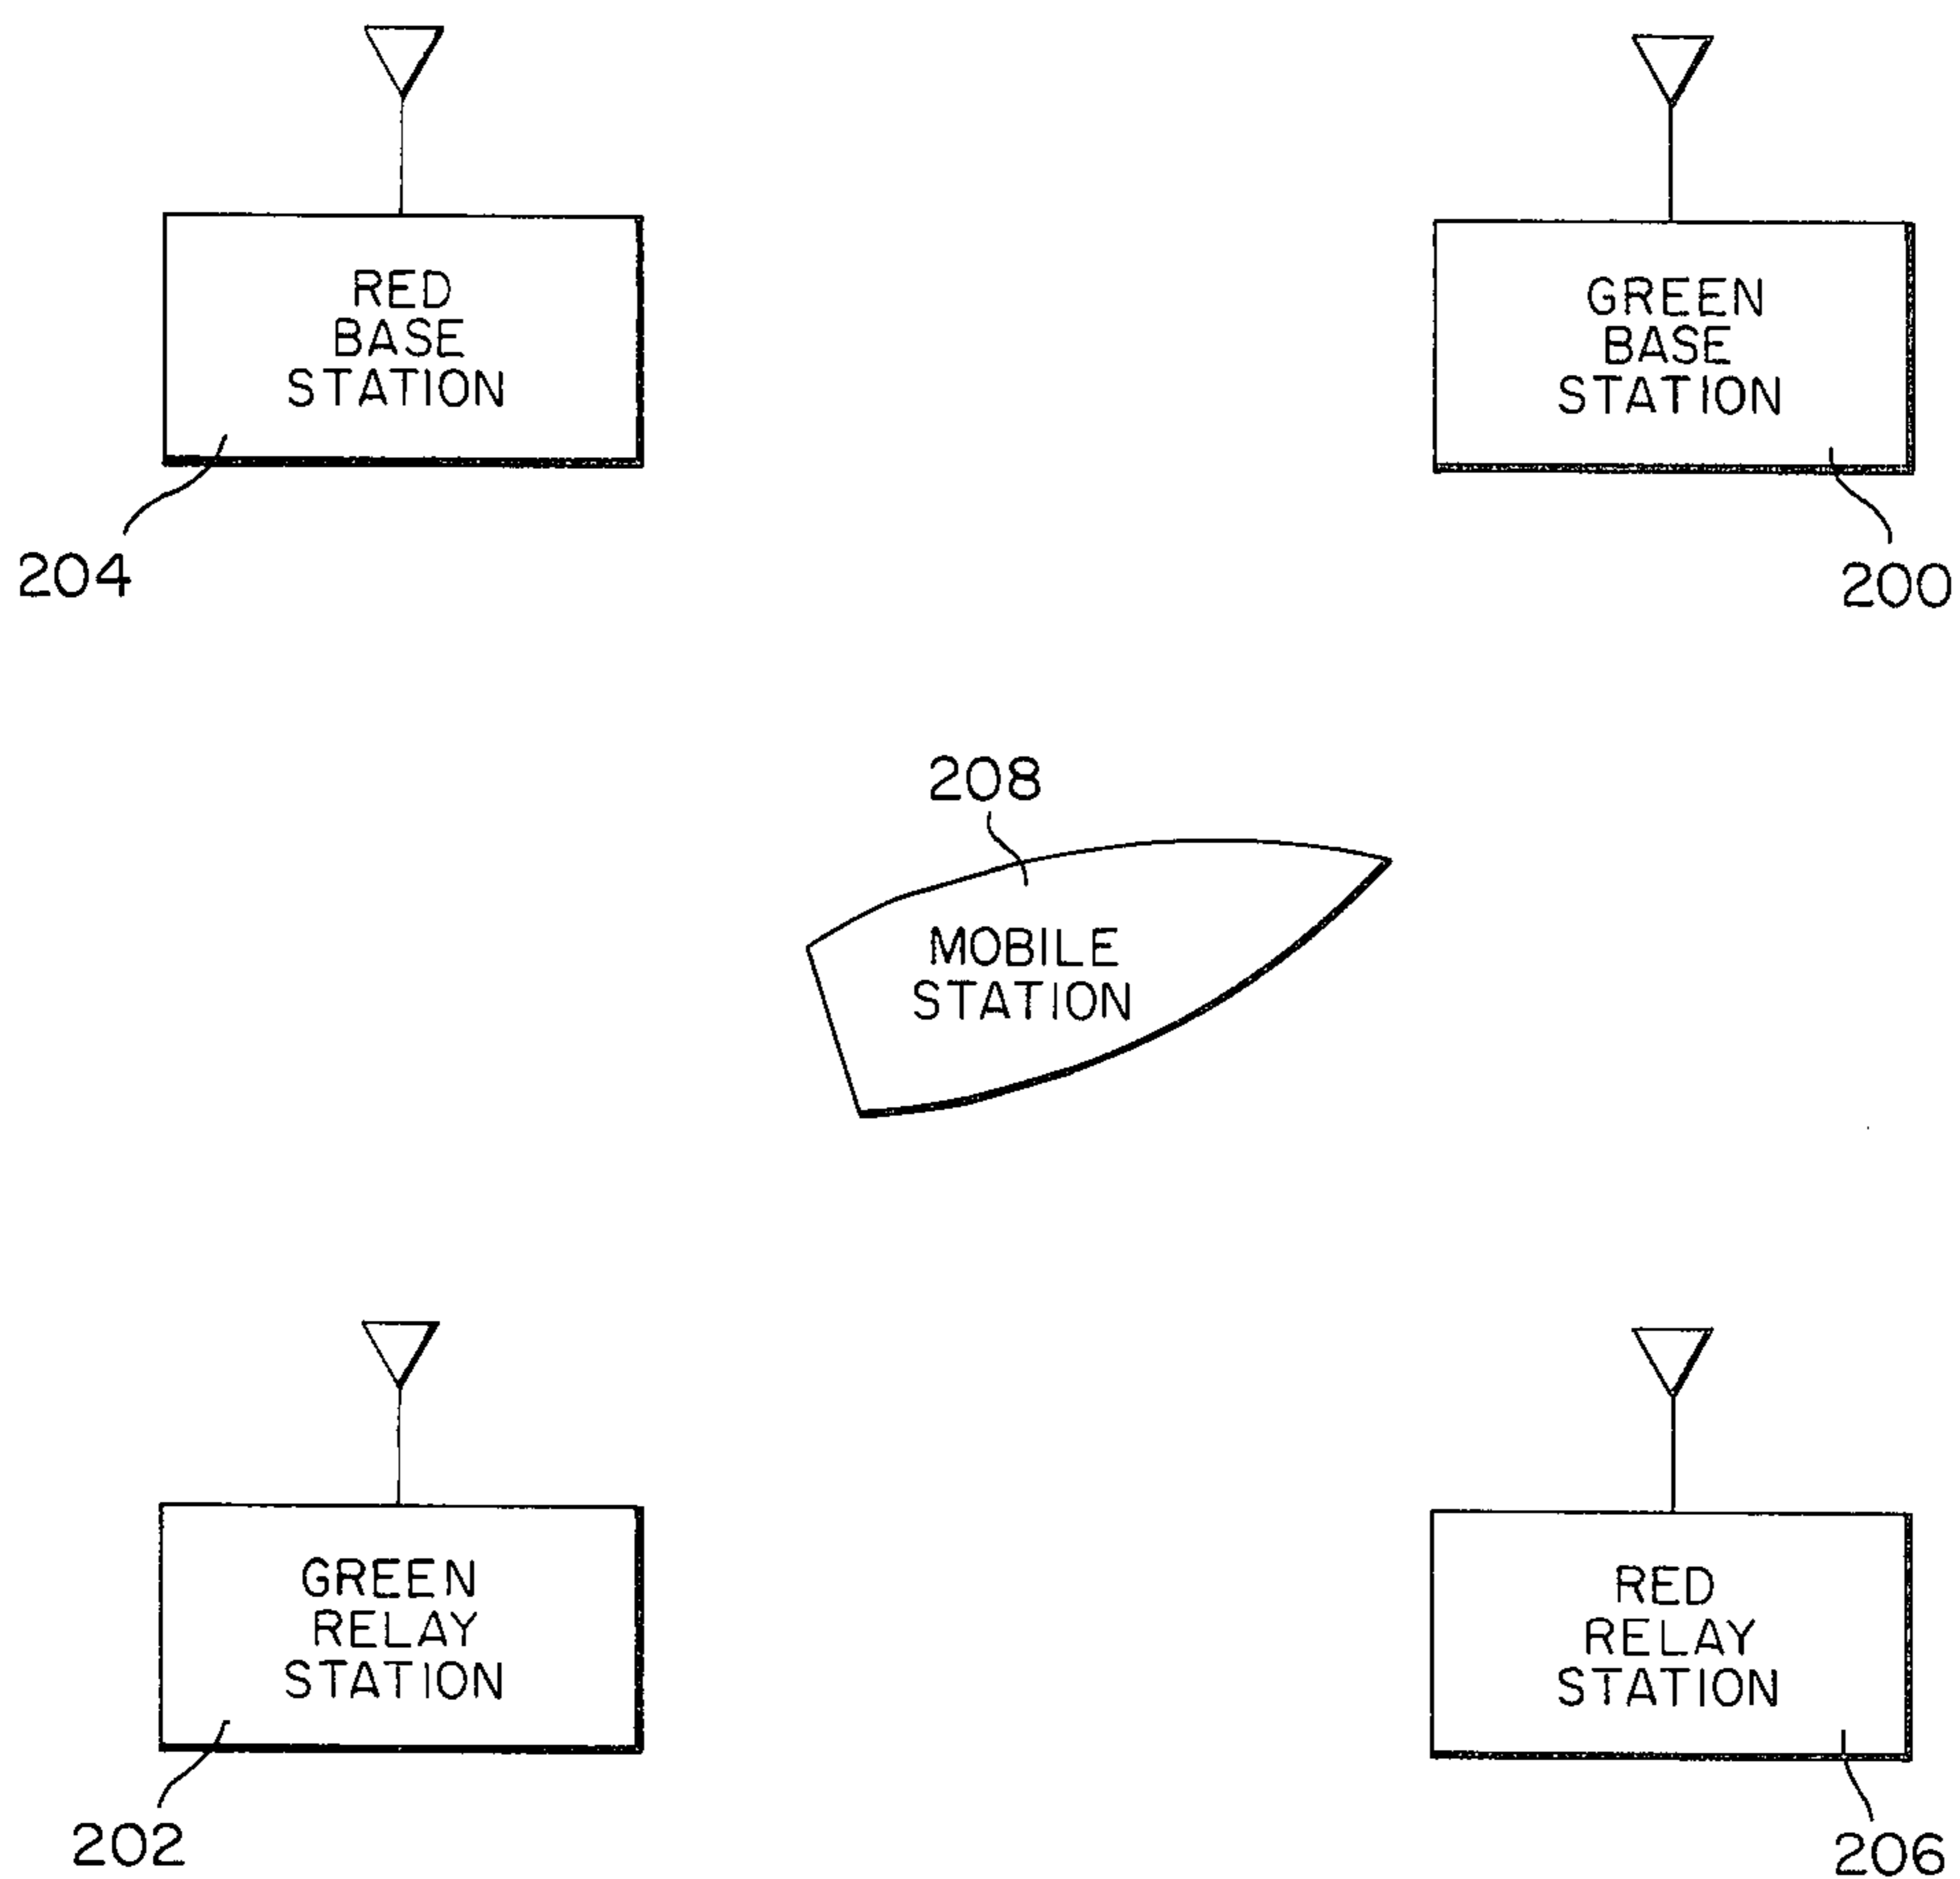 RED
BASE
STATION
204
GREEN
BASE
STATION
200
208
MOBILE
STATION
GREEN
RELAY
STATION
202
RED
RELAY
STATION
206